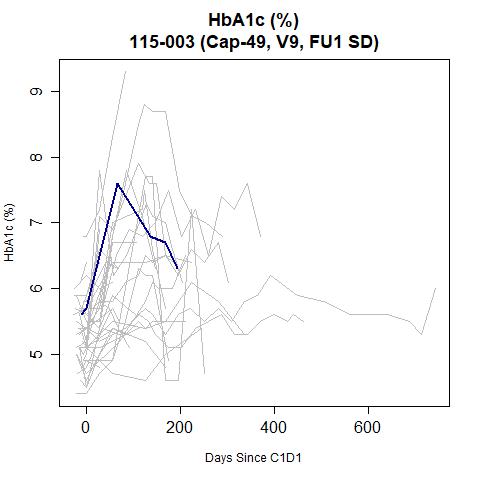 HbA1c (%)
115-003 (Cap-49, V9, FU1 SD)
HbA1c (%)
9
8
7
6
5
0
200
400
600
Days Since C1D1